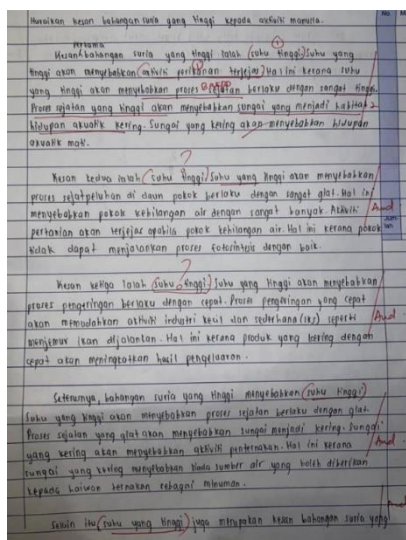 Huraikan kesan bahangan suria yang tinggi kepada aktiviti manusia.
Pertama
Kesan bahangan suria yang tinggi ialah (suhu tinggi) Suhu yang
tinggi akan menyebabkan (aktiviti perikanan terjejas) Hal ini kerana suhu
yang tinggi akan menyebabkan proses sejatan berlaku dengan sangat tinggi.
Proses sejatan yang tinggi akan menyebabkan sungai yang menjadi habitat
hidupan akuatik kering. Sungai yang kering akan menyebabkan hidupan
akuatik mati.
?
Kesan kedua ialah (suhu tinggi) Suhu yang tinggi akan menyebabkan
proses sejatpeluhan di daun pokok berlaku dengan sangat giat. Hal ini
menyebabkan pokok kehilangan air dengan sangat banyak. Aktiviti
pertanian akan terjejas apabila pokok kehilangan air. Hal ini kerana pokok
tidak dapat menjalankan proses fotosintesis dengan baik.
?
Kesan ketiga ialah (suhu tinggi) Suhu yang tinggi akan menyebabkan
proses pengeringan berlaku dengan cepat. Proses pengeringan yang cepat
akan memudahkan aktiviti industri kecil dan sederhana (IKS) seperti
menjemur ikan dijalankan. Hal ini kerana produk yang kering dengan
cepat akan meningkatkan hasil pengeluaran.
Seterusnya, bahangan suria yang tinggi menyebabkan (suhu tinggi)
Suhu yang tinggi akan menyebabkan proses sejatan berlaku dengan giat.
Proses sejatan yang giat akan menyebabkan sungai menjadi kering. Sungai
yang kering akan menyebabkan aktiviti penternakan. Hal ini kerana
sungai yang kering menyebabkan tiada sumber air yang boleh diberikan
kepada haiwan ternakan sebagai minuman.
Selain itu (suhu yang tinggi) juga merupakan kesan bahangan suria yang